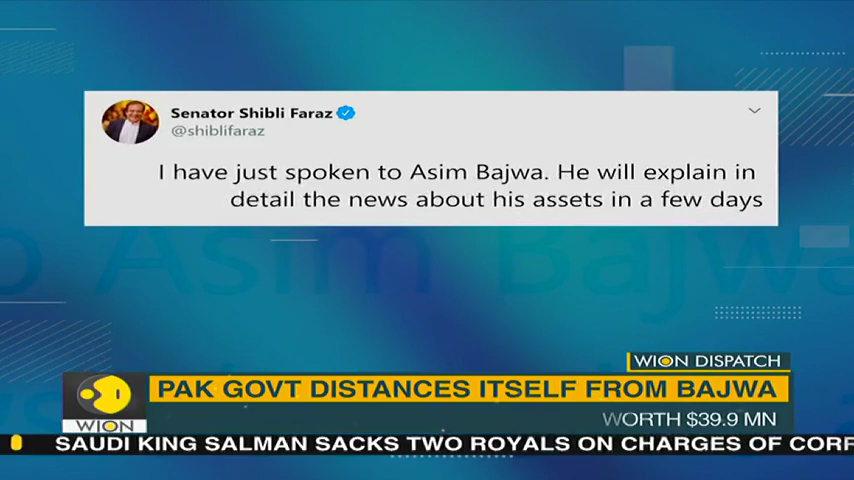 Senator Shibli Faraz
@shiblifaraz
I have just spoken to Asim Bajwa. He will explain in
detail the news about his assets in a few days
o Asim Bajwa
WION DISPATCH
PAK GOVT DISTANCES ITSELF FROM BAJWA
WORTH $39.9 MN
WION
SAUDI KING SALMAN SACKS TWO ROYALS ON CHARGES OF CORR